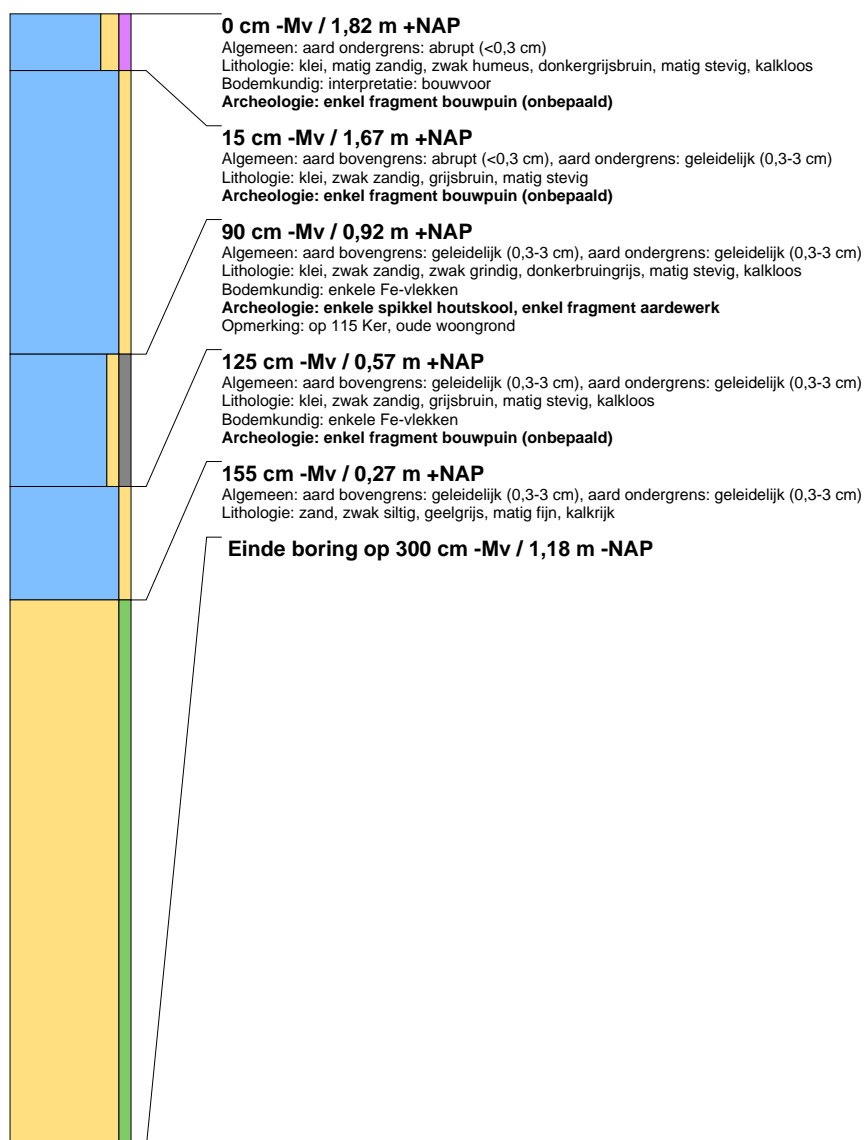 0 cm -Mv / 1,82 m +NAP
Algemeen: aard ondergrens: abrupt (<0,3 cm)
Lithologie: klei, matig zandig, zwak humeus, donkergrijsbruin, matig stevig, kalkloos
Bodemkundig: interpretatie: bouwvoor
Archeologie: enkel fragment bouwpuin (onbepaald)
15 cm -Mv / 1,67 m +NAP
Algemeen: aard bovengrens: abrupt (<0,3 cm), aard ondergrens: geleidelijk (0,3-3 cm)
Lithologie: klei, zwak zandig, grijsbruin, matig stevig
Archeologie: enkel fragment bouwpuin (onbepaald)
90 cm -Mv / 0,92 m +NAP
Algemeen: aard bovengrens: geleidelijk (0,3-3 cm), aard ondergrens: geleidelijk (0,3-3 cm)
Lithologie: klei, zwak zandig, zwak grindig, donkerbruingrijs, matig stevig, kalkloos
Bodemkundig: enkele Fe-vlekken
Archeologie: enkele spikkel houtskool, enkel fragment aardewerk
Opmerking: op 115 Ker, oude woongrond
125 cm -Mv / 0,57 m +NAP
Algemeen: aard bovengrens: geleidelijk (0,3-3 cm), aard ondergrens: geleidelijk (0,3-3 cm)
Lithologie: klei, zwak zandig, grijsbruin, matig stevig, kalkloos
Bodemkundig: enkele Fe-vlekken
Archeologie: enkel fragment bouwpuin (onbepaald)
155 cm -Mv / 0,27 m +NAP
Algemeen: aard bovengrens: geleidelijk (0,3-3 cm), aard ondergrens: geleidelijk (0,3-3 cm)
Lithologie: zand, zwak siltig, geelgrijs, matig fijn, kalkrijk
Einde boring op 300 cm -Mv / 1,18 m -NAP